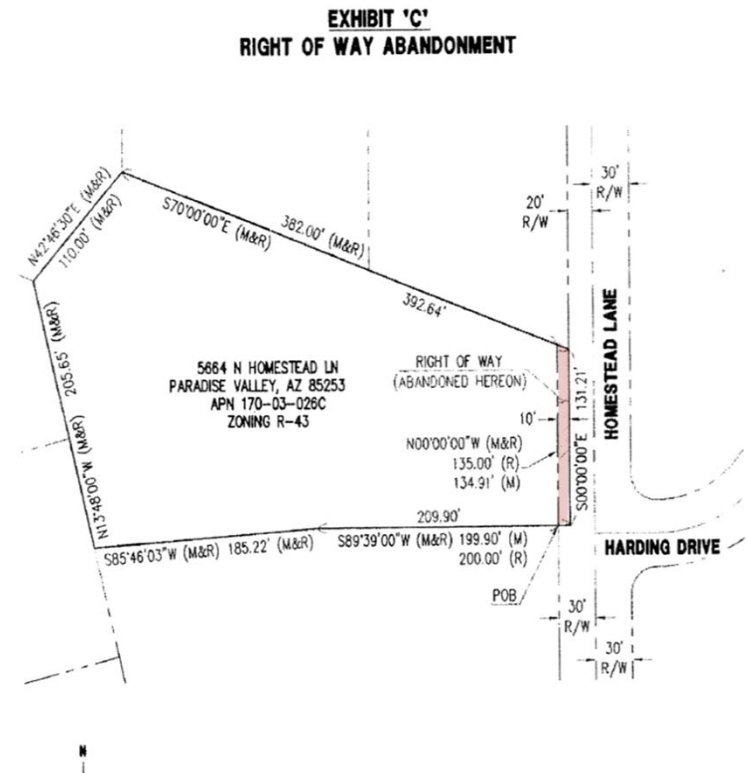 EXHIBIT 'C'
RIGHT OF WAY ABANDONMENT
N42°46'30"E (M&R)
110.00' (M&R)
S70°00'00"E (M&R)
382.00' (M&R)
392.64'
20'
R/W
30'
R/W
HOMESTEAD LANE
205.65' (M&R)
N13°48'00"W (M&R)
5664 N HOMESTEAD LN
PARADISE VALLEY, AZ 85253
APN 170-03-026C
ZONING R-43
RIGHT OF WAY
(ABANDONED HEREON)
10'
131.21'
S00°00'00"E
N00°00'00"W (M&R)
135.00' (R)
134.91' (M)
209.90'
S85°46'03"W (M&R) 185.22' (M&R)
S89°39'00"W (M&R) 199.90' (M)
200.00' (R)
HARDING DRIVE
POB
30'
R/W
30'
R/W
N